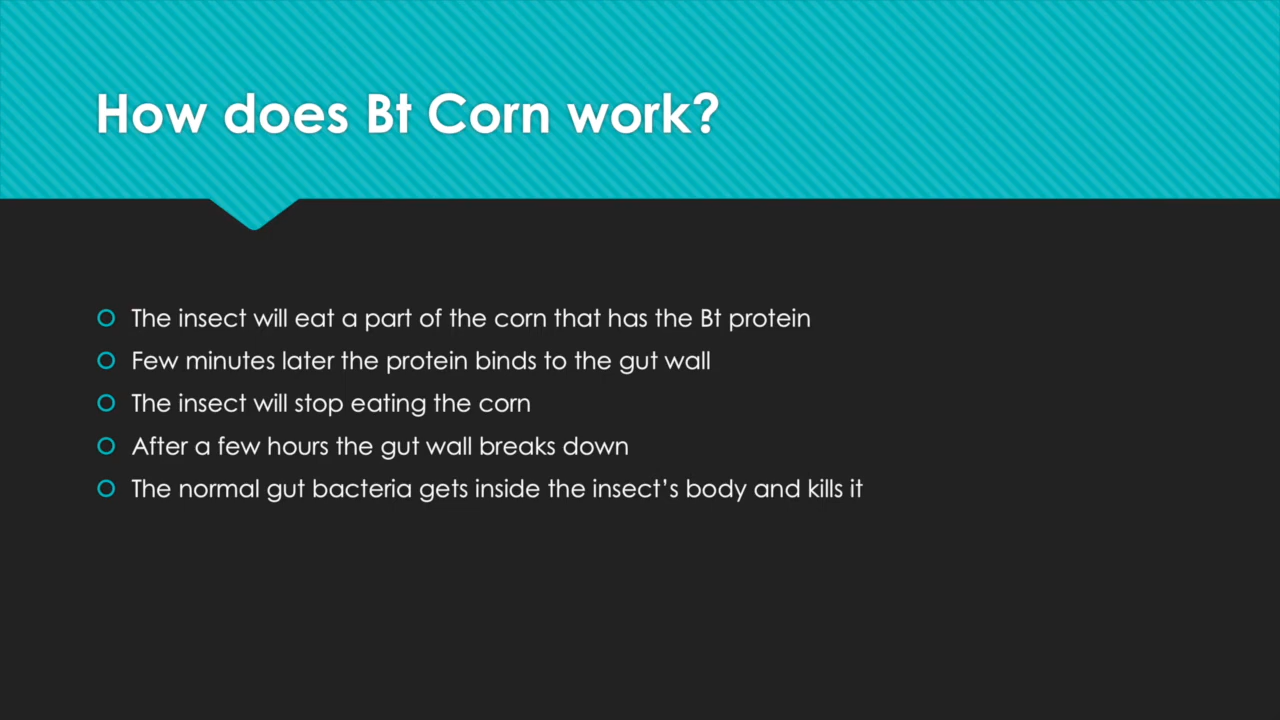 How does Bt Corn work?
The insect will eat a part of the corn that has the Bt protein
Few minutes later the protein binds to the gut wall
The insect will stop eating the corn
After a few hours the gut wall breaks down
The normal gut bacteria gets inside the insect’s body and kills it